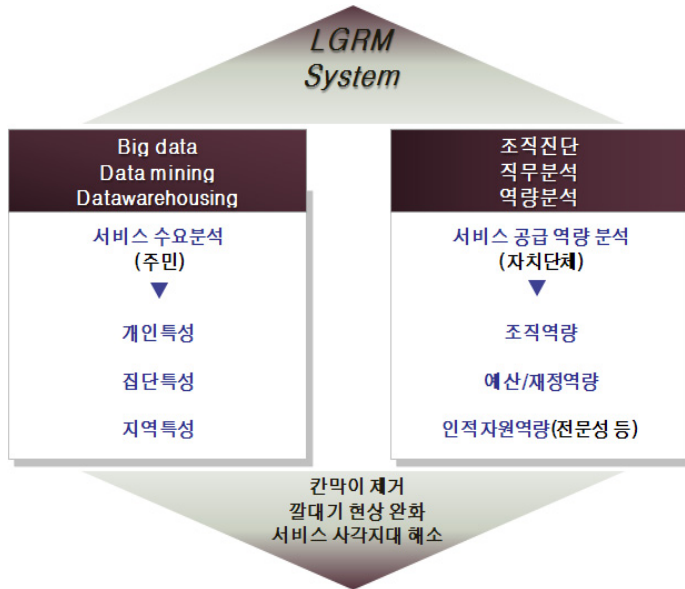 LGRM
System
Big data
Data mining
Datawarehousing
서비스 수요분석
(주민)
개인특성
집단특성
지역특성
조직진단
직무분석
역량분석
서비스 공급 역량 분석
(자치단체)
조직역량
예산/재정역량
인적자원역량(전문성 등)
칸막이 제거
깔대기 현상 완화
서비스 사각지대 해소